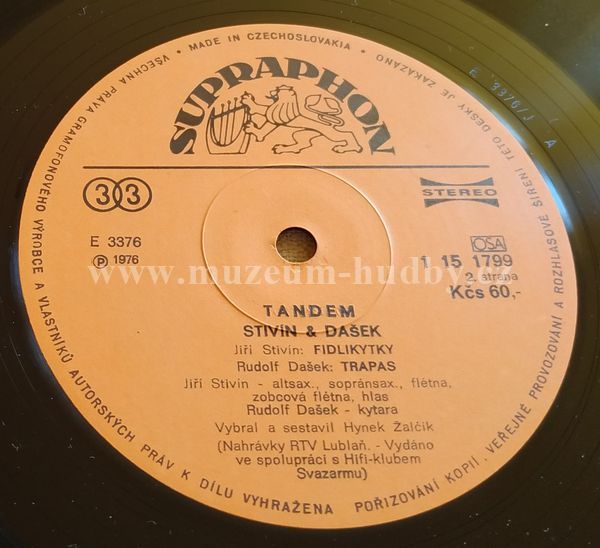 VŠECHNA PRÁVA GRAMOFONOVÉHO VÝROBCE A VLASTNÍKŮ AUTORSKÝCH PRÁV K DÍLU VYHRAŽENA POŘIZOVÁNÍ KOPIÍ, VEŘEJNÉ PROVOZOVÁNÍ A ROZHLASOVÉ ŠÍŘENÍ TÉTO DESKY JE ZAKÁZÁNO • MADE IN CZECHOSLOVAKIA •
SUPRAPHON
33
STEREO
E 3376/J A
E 3376
℗ 1976
OSA
1 15 1799
2. strana
Kčs 60,-
www.muzeum-hudby.cz
TANDEM
STIVÍN & DAŠEK
Jiří Stivín: FIDLIKYTKY
Rudolf Dašek: TRAPAS
Jiří Stivín - altsax., sopránsax., flétna,
zobcová flétna, hlas
Rudolf Dašek - kytara
Vybral a sestavil Hynek Žalčík
(Nahrávky RTV Lublaň. - Vydáno
ve spolupráci s Hifi-klubem
Svazarmu)